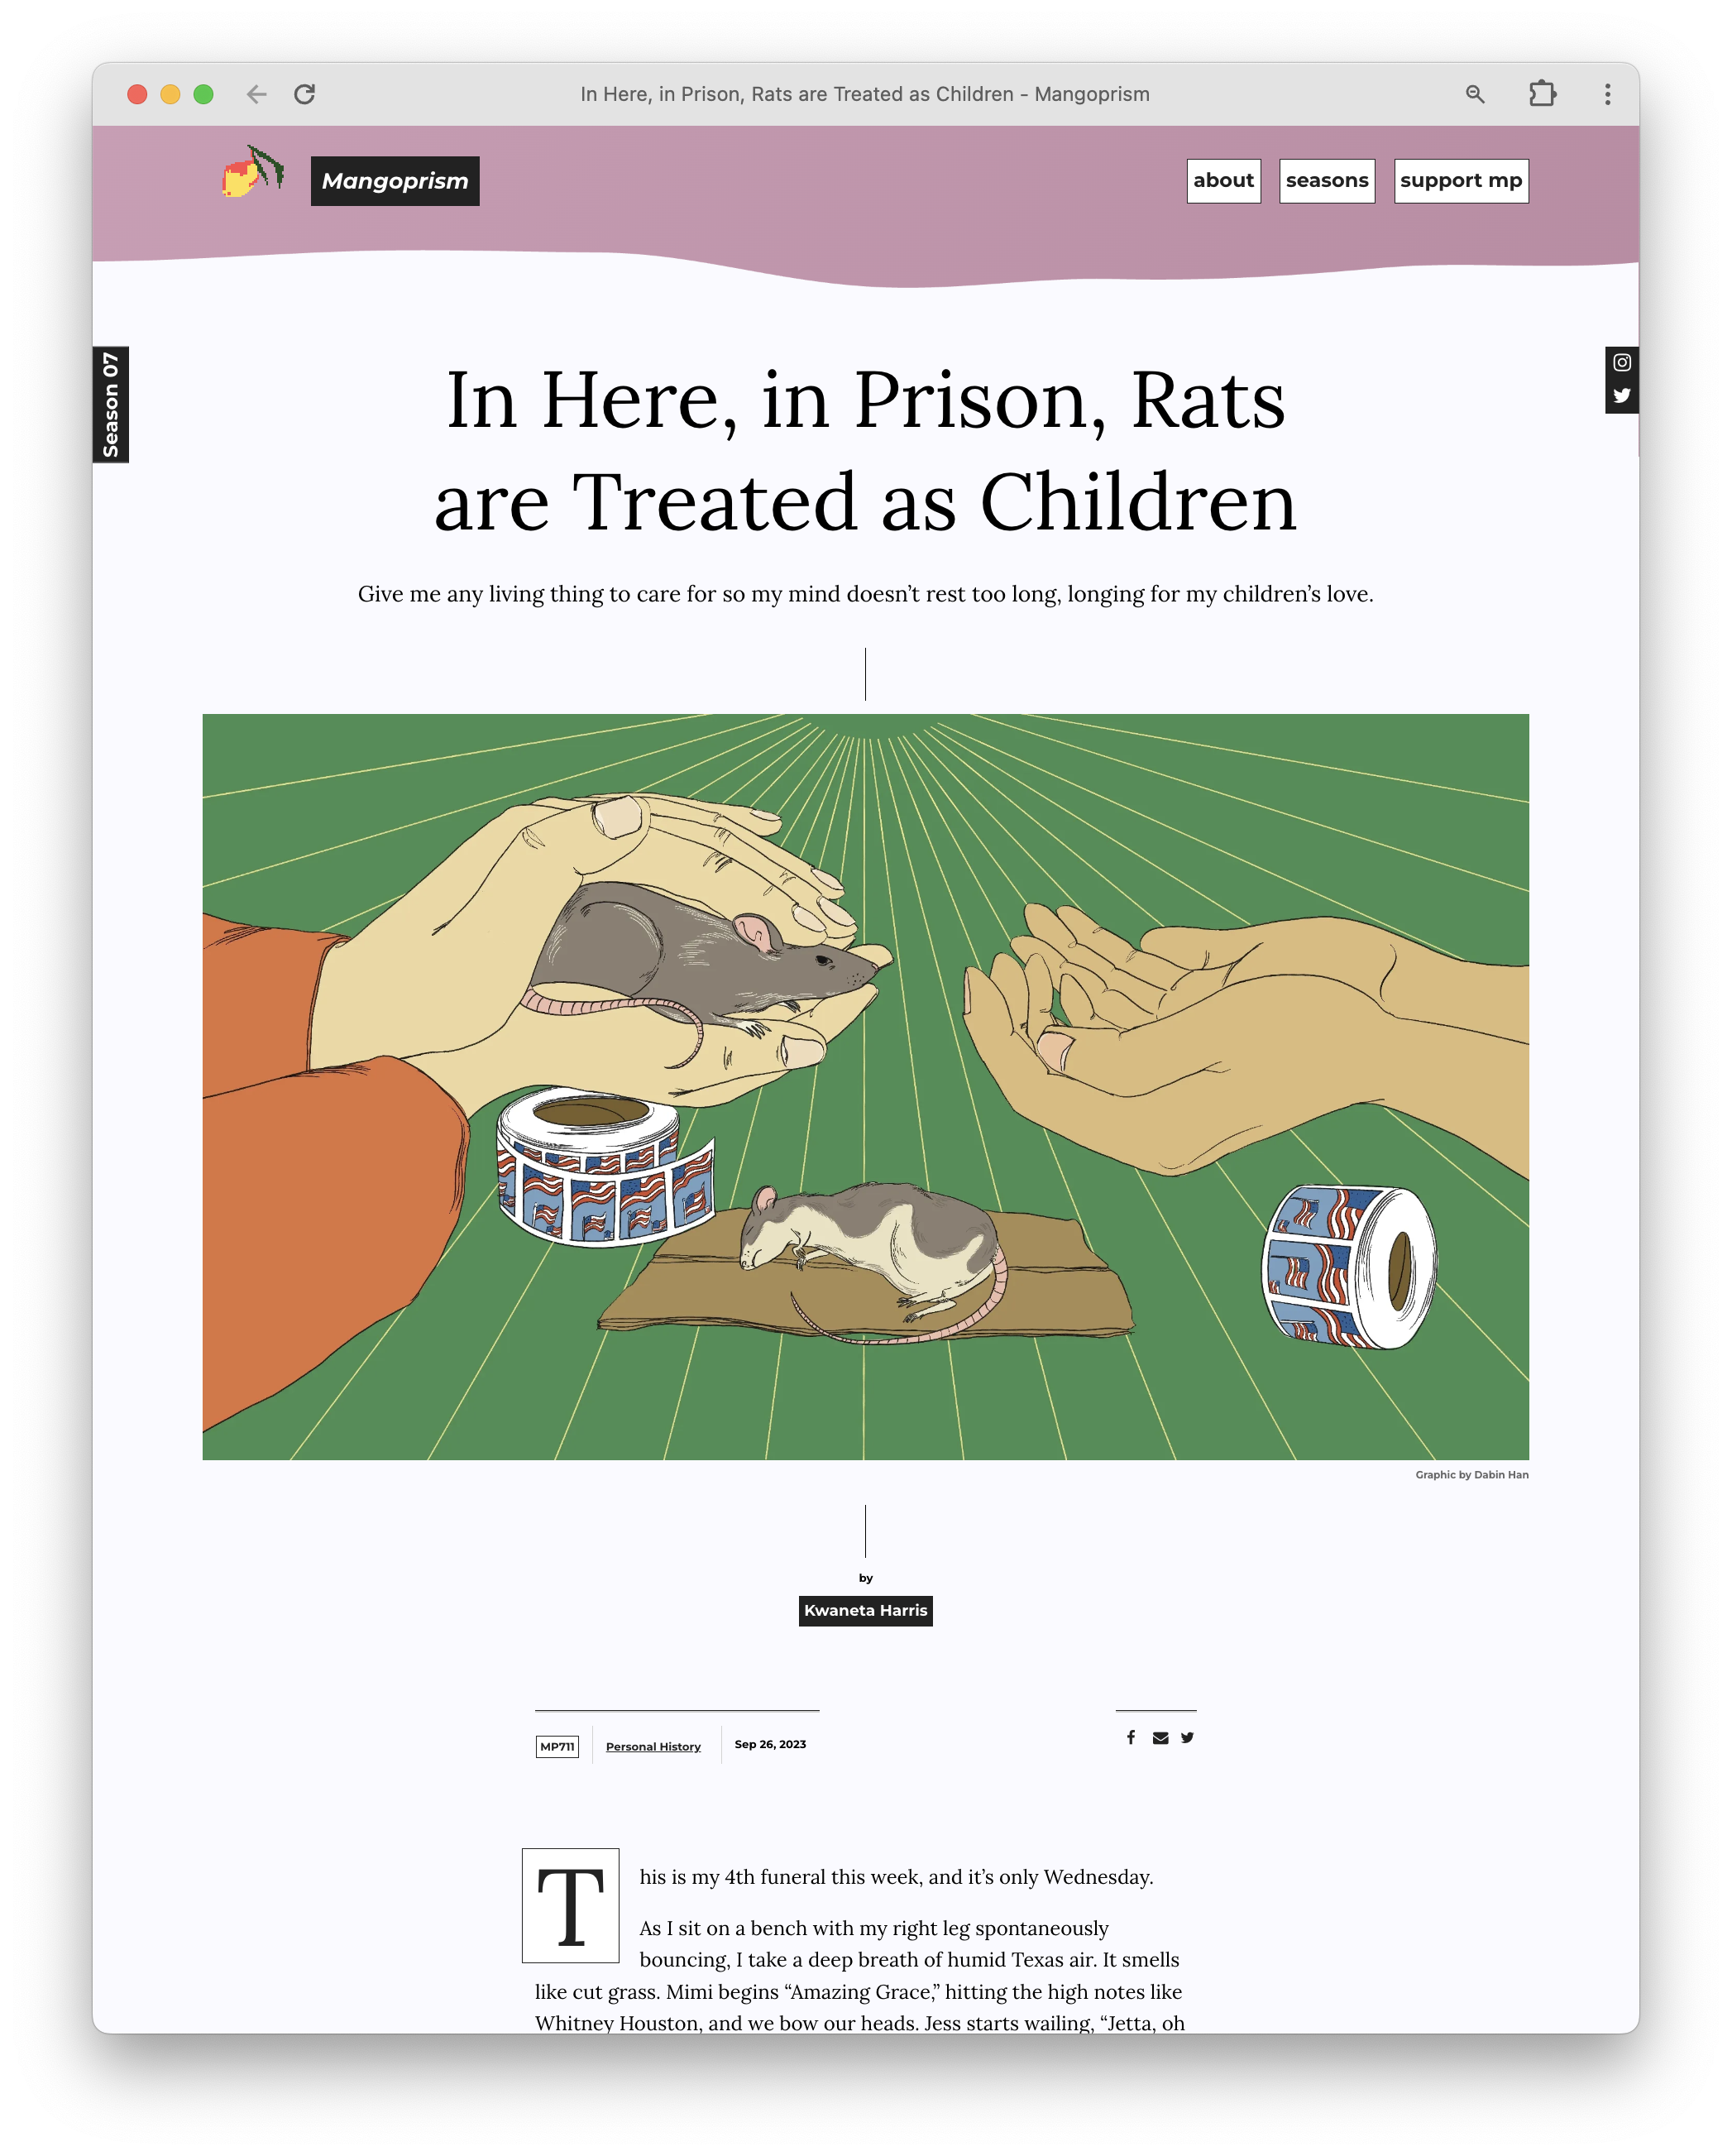 In Here, in Prison, Rats are Treated as Children - Mangoprism
Mangoprism
about
seasons
support mp
Season 07
In Here, in Prison, Rats
are Treated as Children
Give me any living thing to care for so my mind doesn’t rest too long, longing for my children’s love.
Graphic by Dabin Han
by
Kwaneta Harris
MP711
Personal History
Sep 26, 2023
This is my 4th funeral this week, and it’s only Wednesday.
As I sit on a bench with my right leg spontaneously
bouncing, I take a deep breath of humid Texas air. It smells
like cut grass. Mimi begins “Amazing Grace,” hitting the high notes like
Whitney Houston, and we bow our heads. Jess starts wailing, “Jetta, oh